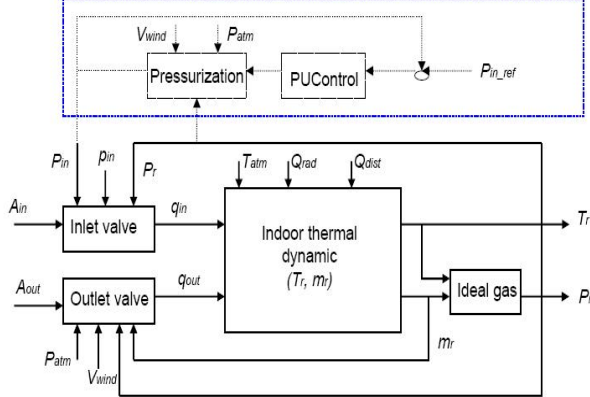 Vwind
Patm
Pressurization
PUControl
Pin_ref
Pin
pin
Pr
Tatm
Qrad
Qdist
Ain
Inlet valve
qin
Indoor thermal
dynamic
(Tr, mr)
Tr
Aout
Outlet valve
qout
Ideal gas
Patm
Vwind
mr